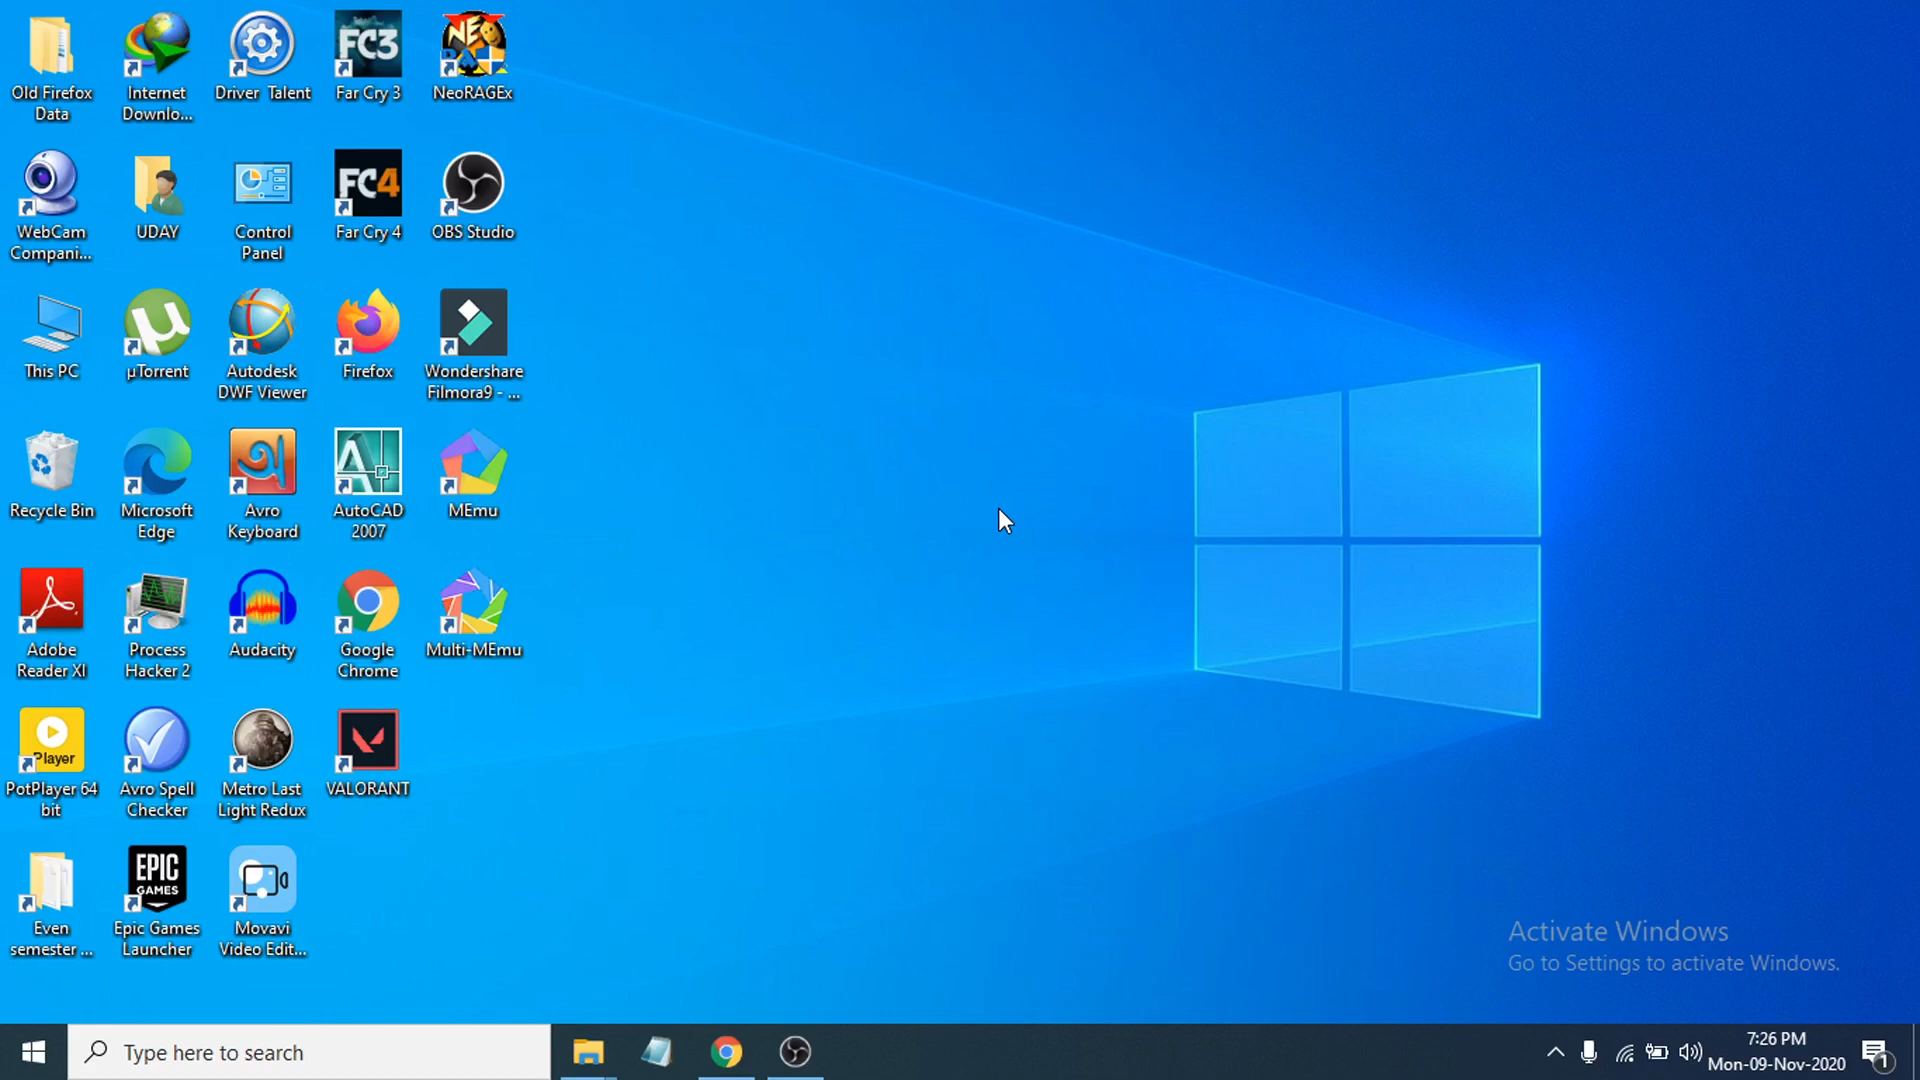 Old Firefox
Data
Internet
Downlo...
Driver Talent
FC3
Far Cry 3
NEO
NeoRAGEx
WebCam
Compani...
UDAY
Control
Panel
FC4
Far Cry 4
OBS Studio
This PC
µTorrent
Autodesk
DWF Viewer
Firefox
Wondershare
Filmora9 - ...
Recycle Bin
Microsoft
Edge
Avro
Keyboard
AutoCAD
2007
MEmu
Adobe
Reader XI
Process
Hacker 2
Audacity
Google
Chrome
Multi-MEmu
Player
PotPlayer 64
bit
Avro Spell
Checker
Metro Last
Light Redux
VALORANT
Even
semester ...
EPIC
GAMES
Epic Games
Launcher
Movavi
Video Edit...
Activate Windows
Go to Settings to activate Windows.
Type here to search
7:26 PM
Mon-09-Nov-2020
1